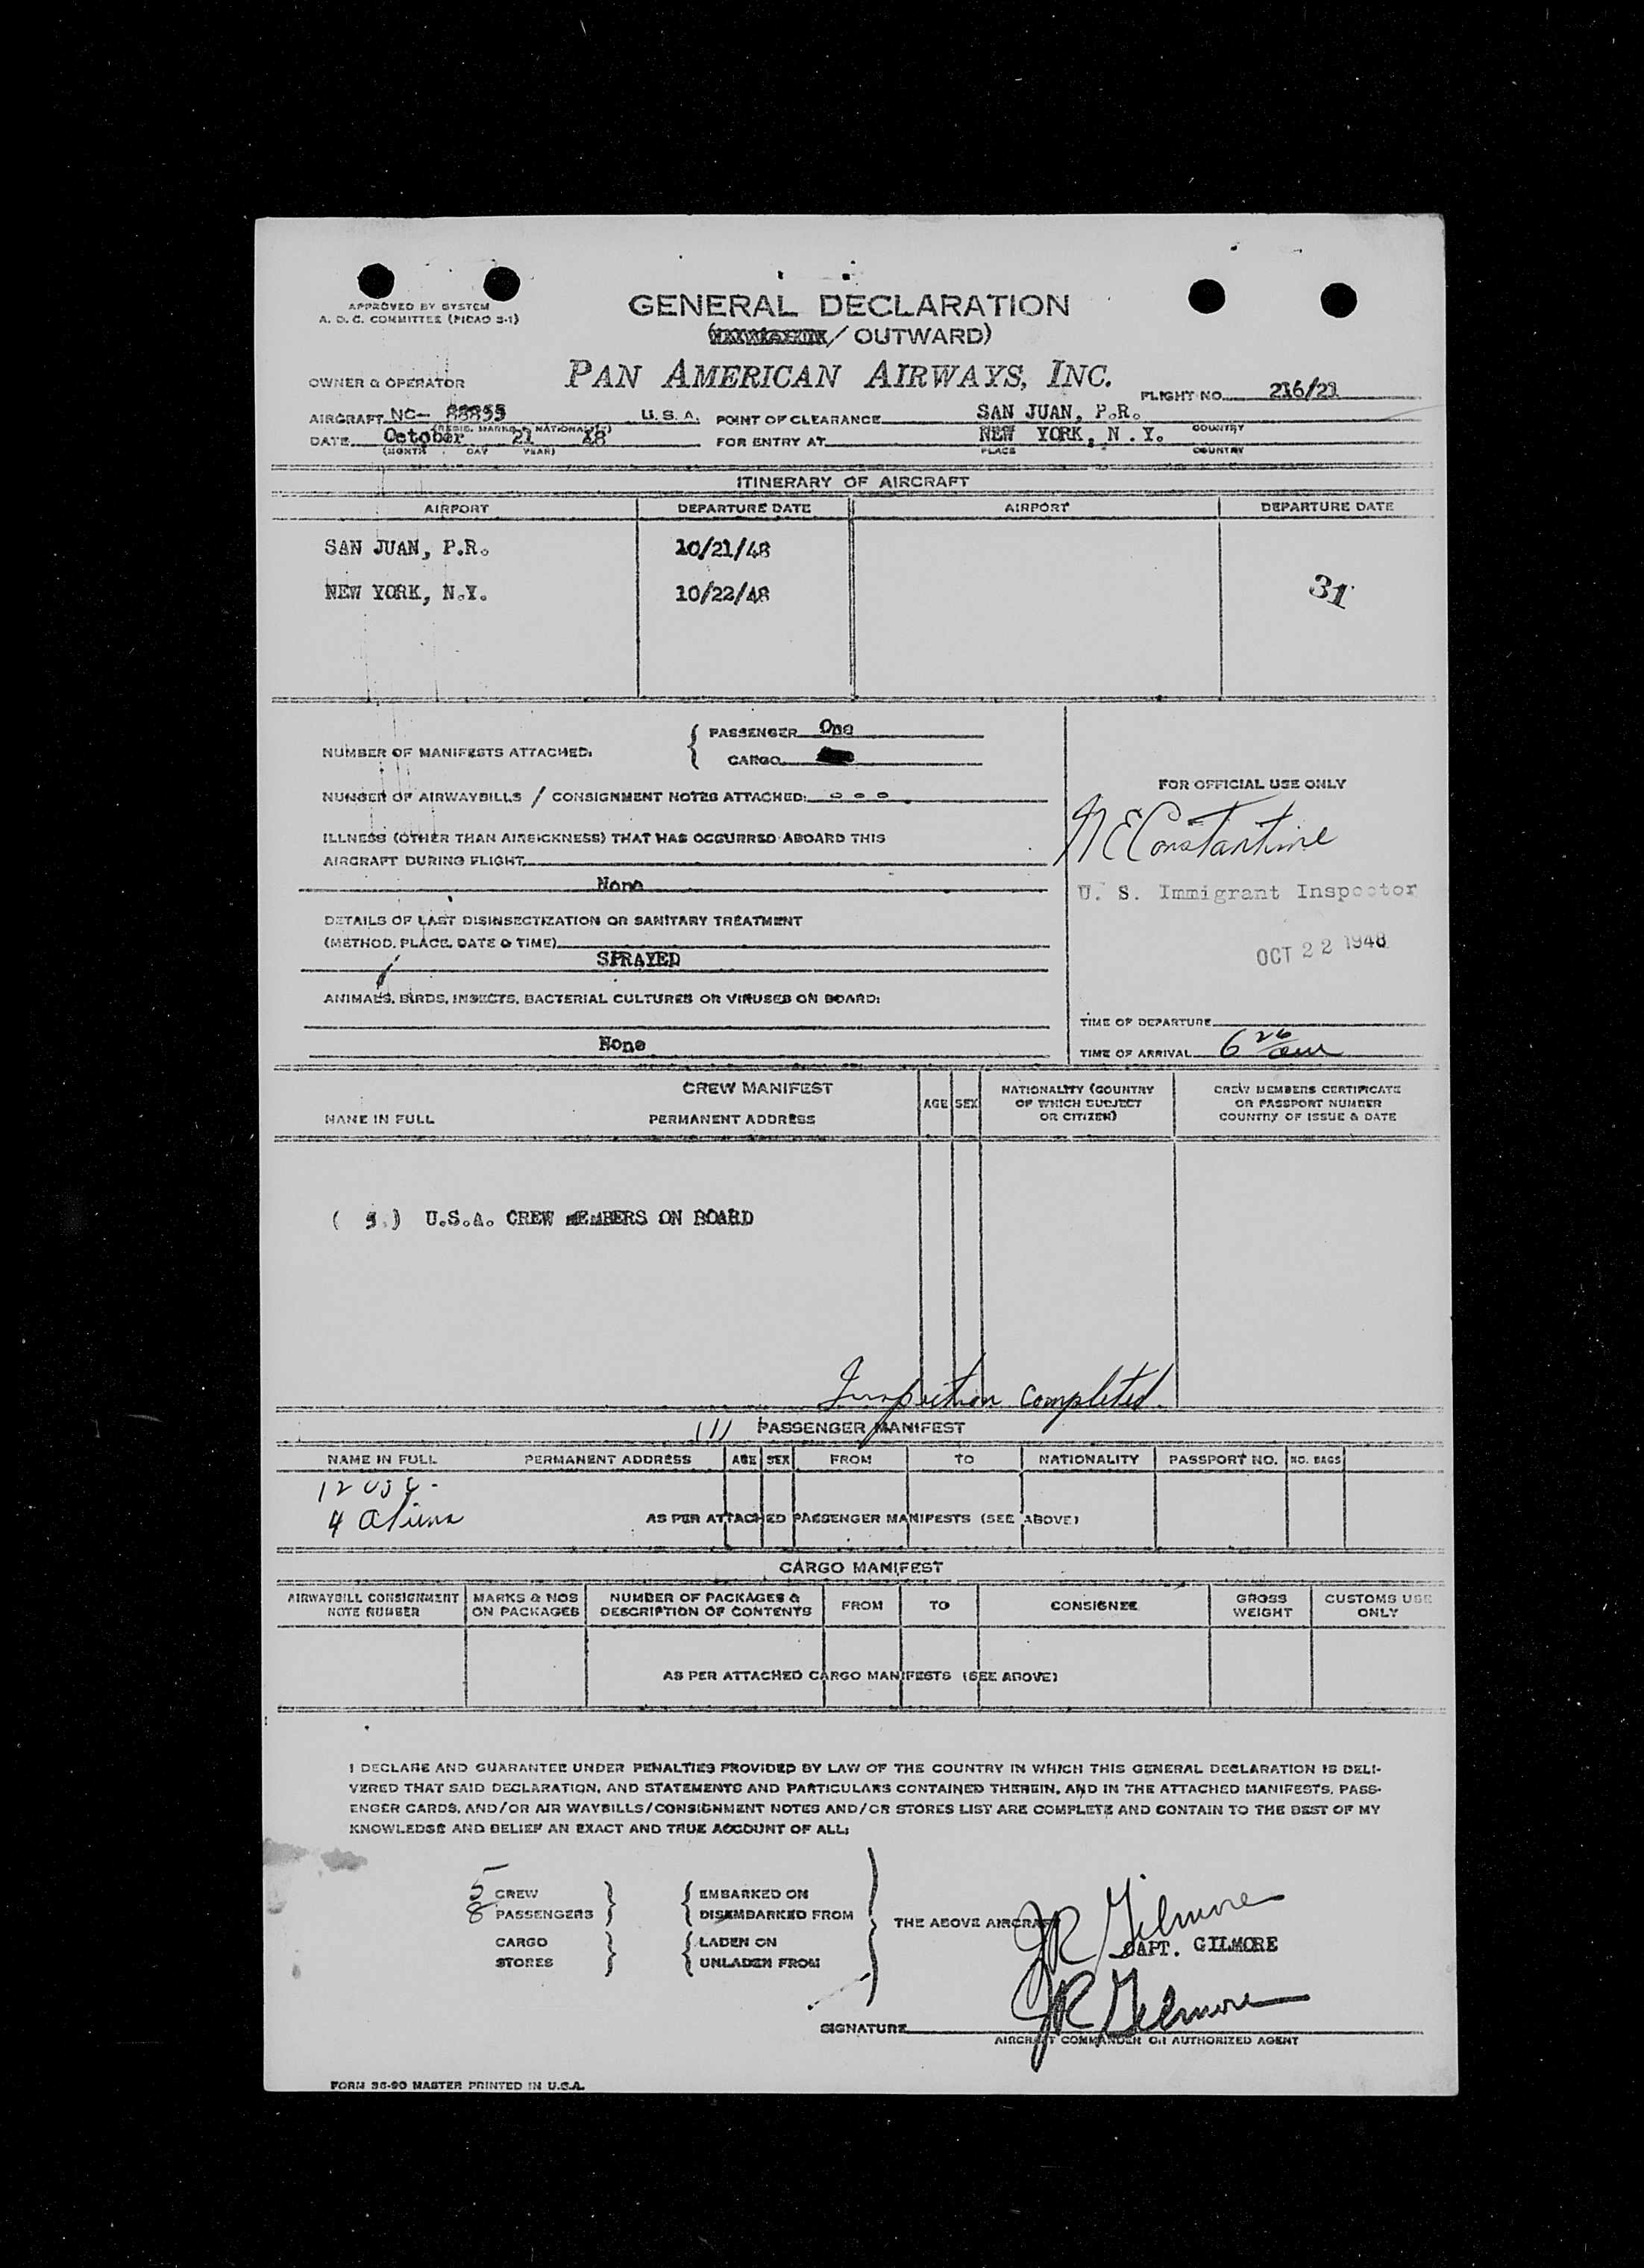 APPROVED BY SYSTEM
A. D. C. COMMITTEE (PICAO 3-1)
GENERAL DECLARATION
/ OUTWARD)
OWNER & OPERATOR
PAN AMERICAN AIRWAYS, INC.
FLIGHT NO. 216/21
AIRCRAFT NC- 88855 U.S.A. POINT OF CLEARANCE SAN JUAN, P.R.
(REGIS. MARKS NATIONALITY) COUNTRY
DATE October 21 48 FOR ENTRY AT NEW YORK, N.Y.
(MONTH DAY YEAR) PLACE COUNTRY
ITINERARY OF AIRCRAFT
AIRPORT DEPARTURE DATE AIRPORT DEPARTURE DATE
SAN JUAN, P.R. 10/21/48
NEW YORK, N.Y. 10/22/48 31
NUMBER OF MANIFESTS ATTACHED:
PASSENGER One
CARGO
NUMBER OF AIRWAYBILLS / CONSIGNMENT NOTES ATTACHED: - - -
ILLNESS (OTHER THAN AIRSICKNESS) THAT HAS OCCURRED ABOARD THIS
AIRCRAFT DURING FLIGHT
None
DETAILS OF LAST DISINSECTIZATION OR SANITARY TREATMENT
(METHOD, PLACE, DATE & TIME)
SPRAYED
ANIMALS, BIRDS, INSECTS, BACTERIAL CULTURES OR VIRUSES ON BOARD:
None
FOR OFFICIAL USE ONLY
N E Constantine
U. S. Immigrant Inspector
OCT 22 1948
TIME OF DEPARTURE
TIME OF ARRIVAL 6 26 am
CREW MANIFEST
NAME IN FULL PERMANENT ADDRESS AGE SEX NATIONALITY (COUNTRY OF WHICH SUBJECT OR CITIZEN) CREW MEMBERS CERTIFICATE OR PASSPORT NUMBER COUNTRY OF ISSUE & DATE
( 5 ) U.S.A. CREW MEMBERS ON BOARD
Inspection completed.
(1) PASSENGER MANIFEST
NAME IN FULL PERMANENT ADDRESS AGE SEX FROM TO NATIONALITY PASSPORT NO. NO. BAGS
12 USC -
4 aliens
AS PER ATTACHED PASSENGER MANIFESTS (SEE ABOVE)
CARGO MANIFEST
AIRWAYBILL CONSIGNMENT NOTE NUMBER MARKS & NOS ON PACKAGES NUMBER OF PACKAGES & DESCRIPTION OF CONTENTS FROM TO CONSIGNEE GROSS WEIGHT CUSTOMS USE ONLY
AS PER ATTACHED CARGO MANIFESTS (SEE ABOVE)
I DECLARE AND GUARANTEE UNDER PENALTIES PROVIDED BY LAW OF THE COUNTRY IN WHICH THIS GENERAL DECLARATION IS DELI-
VERED THAT SAID DECLARATION, AND STATEMENTS AND PARTICULARS CONTAINED THEREIN, AND IN THE ATTACHED MANIFESTS, PASS-
ENGER CARDS, AND/OR AIR WAYBILLS/CONSIGNMENT NOTES AND/OR STORES LIST ARE COMPLETE AND CONTAIN TO THE BEST OF MY
KNOWLEDGE AND BELIEF AN EXACT AND TRUE ACCOUNT OF ALL:
5 CREW
8 PASSENGERS
EMBARKED ON
DISEMBARKED FROM
CARGO
STORES
LADEN ON
UNLADEN FROM
THE ABOVE AIRCRAFT
JR Gilmore
CAPT. GILMORE
JR Gilmore
SIGNATURE
AIRCRAFT COMMANDER OR AUTHORIZED AGENT
FORM 36-90 MASTER PRINTED IN U.S.A.